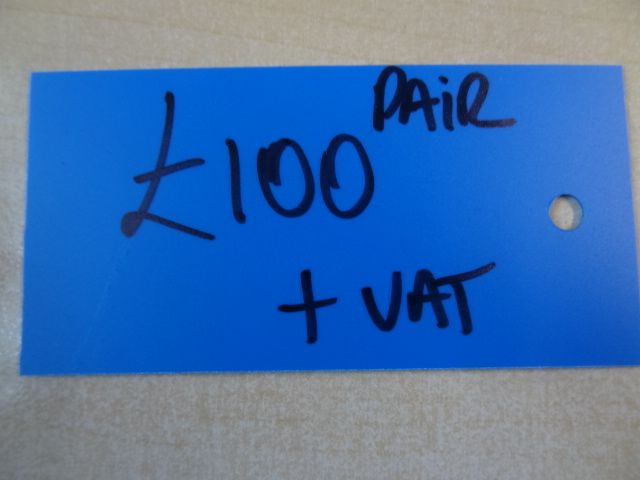 £100 PAiR
+ VAT